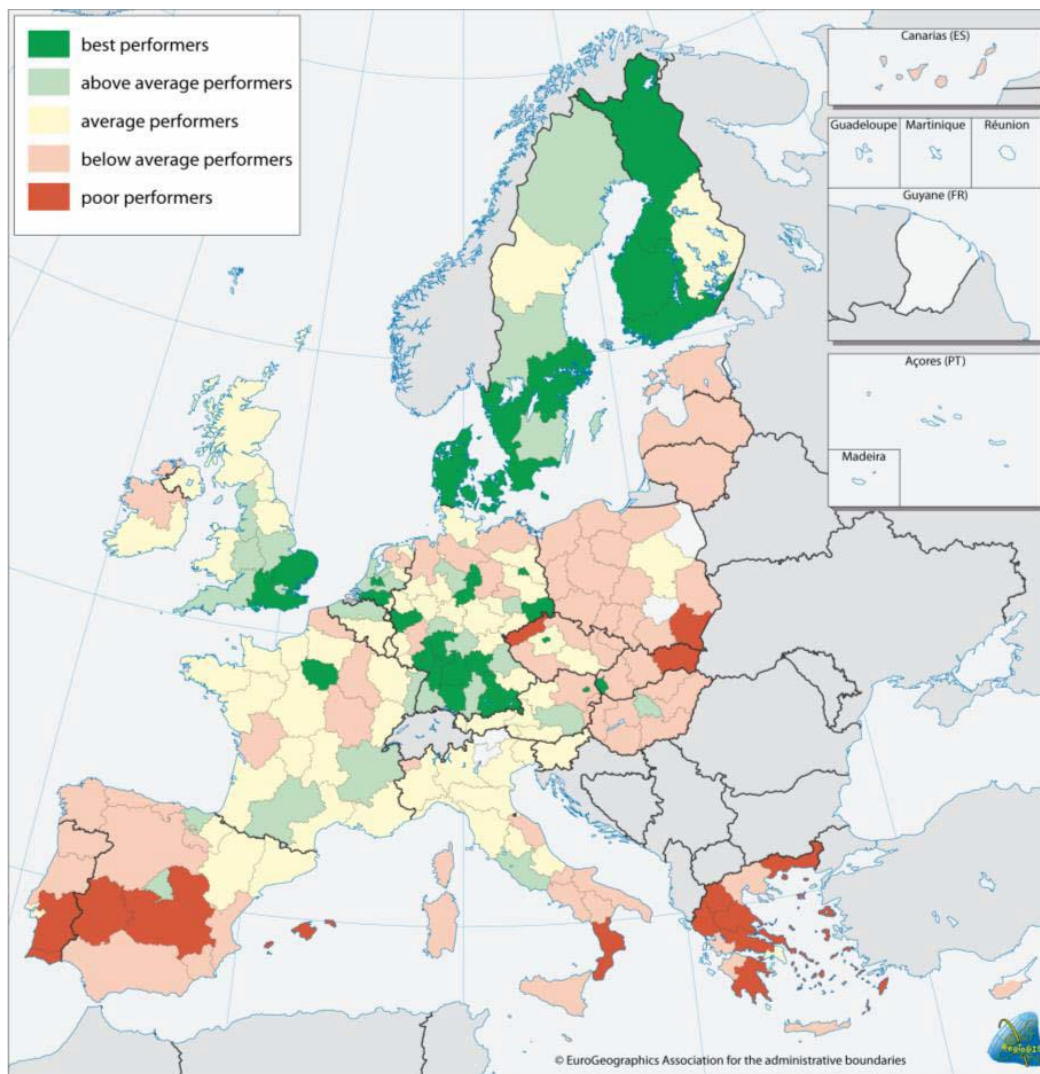 best performers
above average performers
average performers
below average performers
poor performers
Canarias (ES)
Guadeloupe
Martinique
Réunion
Guyane (FR)
Açores (PT)
Madeira
© EuroGeographics Association for the administrative boundaries
RegioGIS